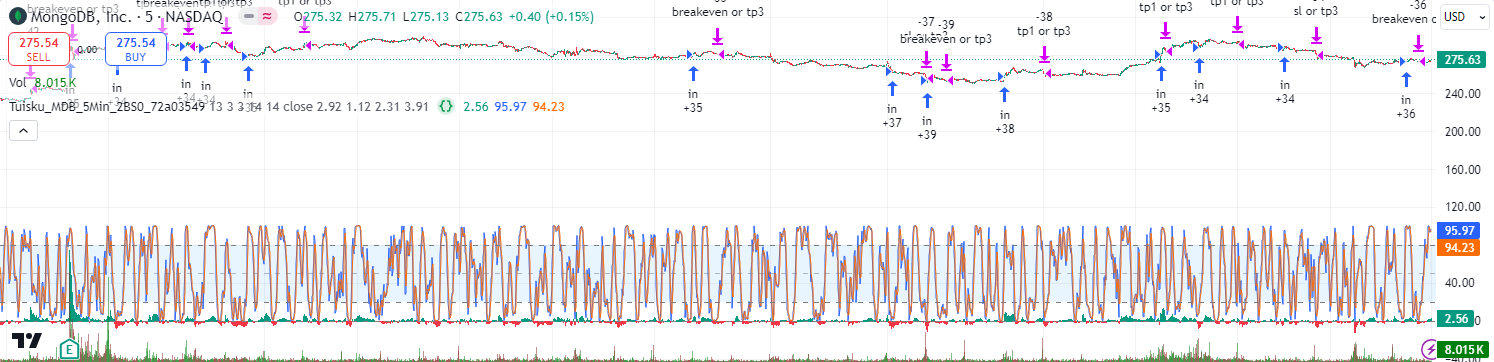 breakeven or tp3
MongoDB, Inc. · 5 · NASDAQ
O275.32 H275.71 L275.13 C275.63 +0.40 (+0.15%)
275.54
SELL
0.00
275.54
BUY
Vol 8.015K
Tuisku_MDB_5Min_ZBS0_72a03549 13 3 3 14 14 close 2.92 1.12 2.31 3.91 2.56 95.97 94.23
in
+34
in
+34
breakeven or tp3
in
+35
-37
-39
breakeven or tp3
in
+37
in
+39
-38
tp1 or tp3
in
+38
tp1 or tp3
in
+35
in
+34
tp1 or tp3
in
+34
sl or tp3
-36
breakeven o
in
+36
USD
275.63
240.00
200.00
160.00
120.00
95.97
94.23
40.00
2.56
-40.00
8.015K
E